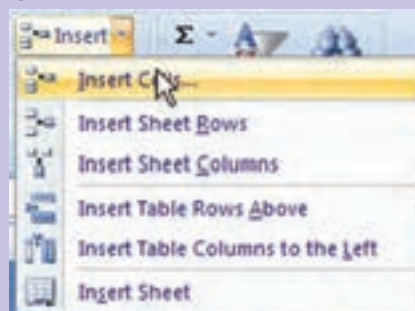 Insert Σ
Insert Cells...
Insert Sheet Rows
Insert Sheet Columns
Insert Table Rows Above
Insert Table Columns to the Left
Insert Sheet